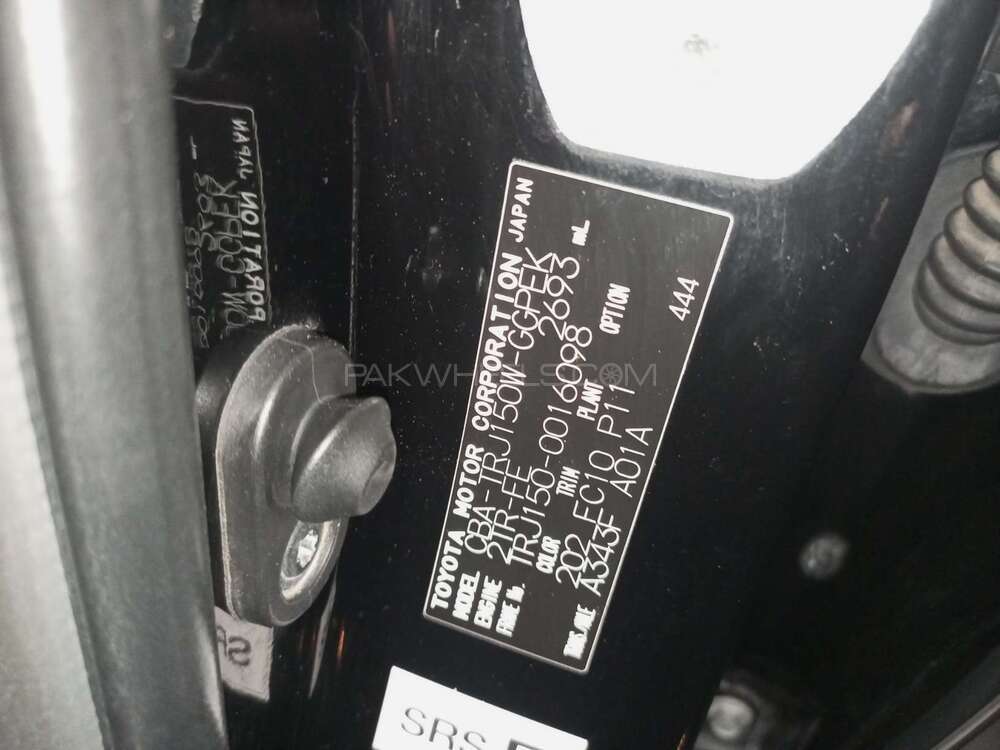 TOYOTA MOTOR CORPORATION JAPAN
MODEL CBA-TRJ150W-GGPEK
ENGINE 2TR-FE 2693 mL
FRAME No. TRJ150-0016098
COLOR TRIM PLANT OPTION
202 FC10 P11
TRANS./AXLE A343F A01A
444
SRS
PAKWHEELS.COM